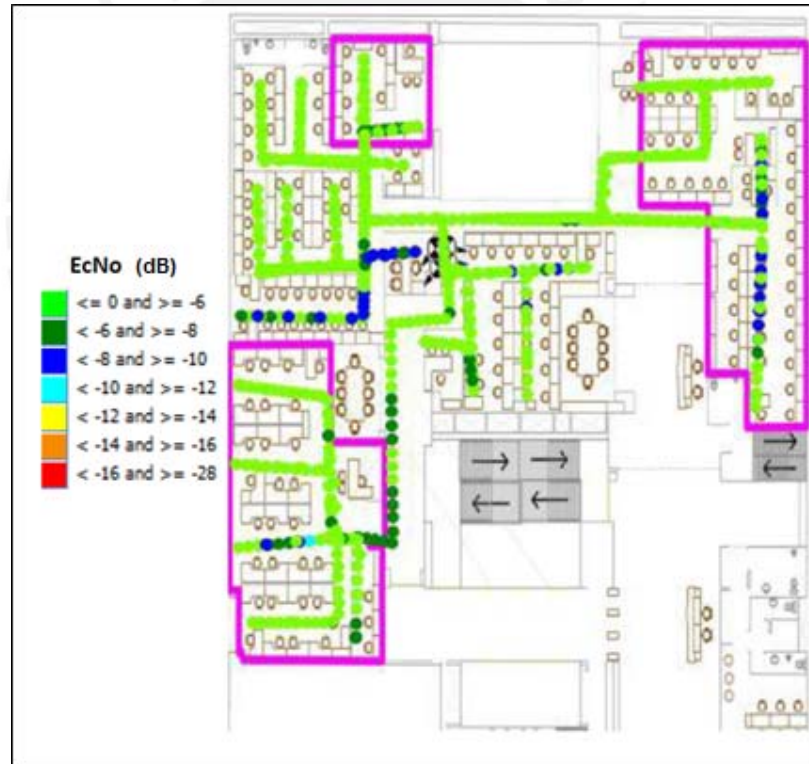 EcNo (dB)
<= 0 and >= -6
< -6 and >= -8
< -8 and >= -10
< -10 and >= -12
< -12 and >= -14
< -14 and >= -16
< -16 and >= -28